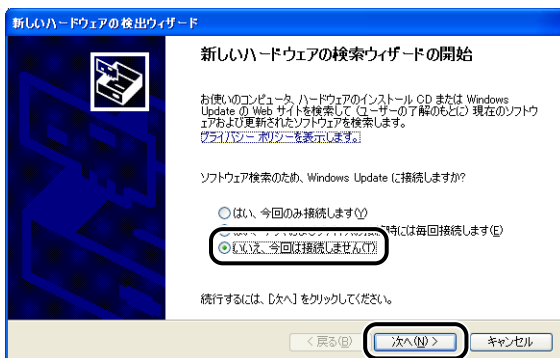 新しいハードウェアの検出ウィザード
新しいハードウェアの検索ウィザードの開始
お使いのコンピュータ、ハードウェアのインストール CD または Windows
Update の Web サイトを検索して (ユーザーの了解のもとに) 現在のソフトウ
ェアおよび更新されたソフトウェアを検索します。
プライバシー ポリシーを表示します。
ソフトウェア検索のため、Windows Update に接続しますか?
はい、今回のみ接続します(Y)
時には毎回接続します(E)
いいえ、今回は接続しません(T)
続行するには、[次へ] をクリックしてください。
< 戻る(B)
次へ(N) >
キャンセル